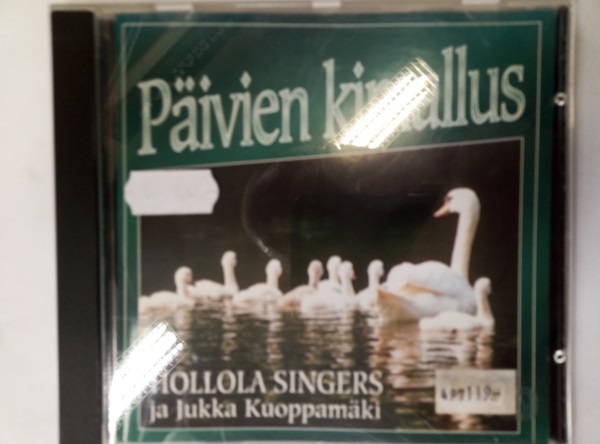 Päivien
HOLLOLA SINGERS
ja Jukka Kuoppamäki